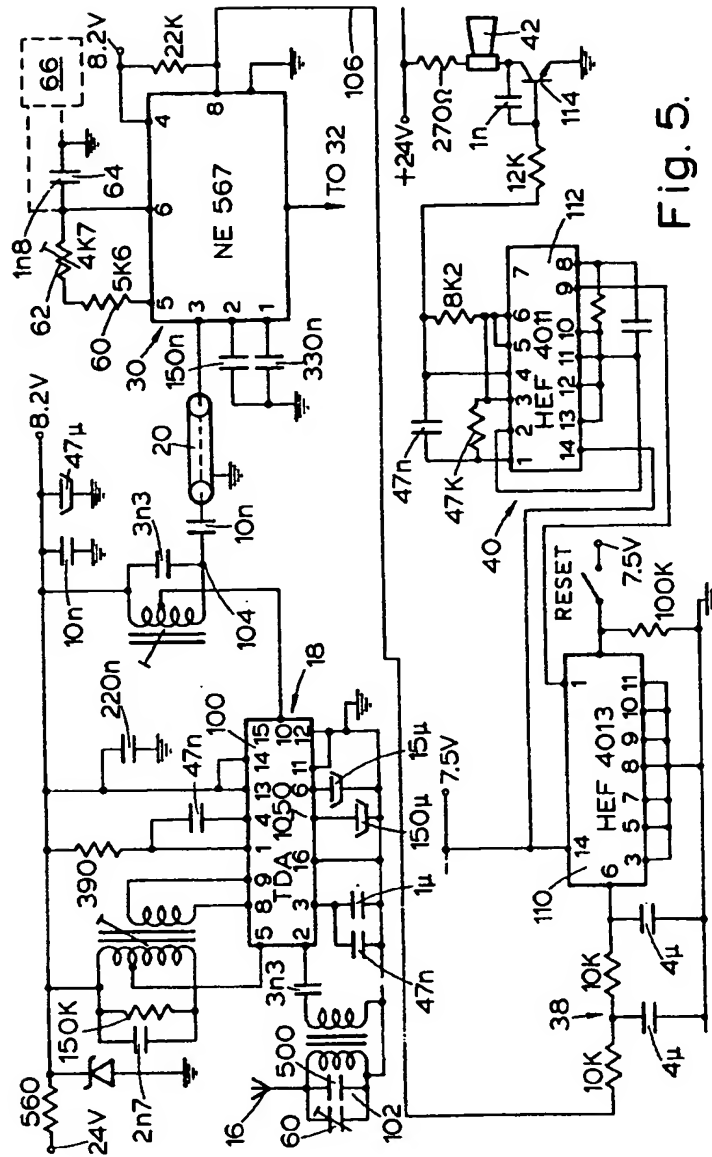 560
24V
2n7
150K
390
47n
220n
10n
47µ
8.2V
5
8
9
1
4
13
14
15
100
18
TDA 1050
2
3
16
6
11
12
10
3n3
47n
1µ
150µ
15µ
16
60
500
102
3n3
104
10n
20
62
1n8
4K7
64
66
60
5K6
30
5
6
4
3
2
1
8
NE 567
150n
330n
8.2V
22K
TO 32
106
7.5V
+24V
270Ω
42
1n
114
12K
47n
47K
8K2
40
1
2
3
4
5
6
7
HEF 4011
14
13
12
11
10
9
8
112
RESET
7.5V
100K
110
14
6
1
HEF 4013
3
5
7
8
9
10
11
38
10K
10K
4µ
4µ
Fig. 5.